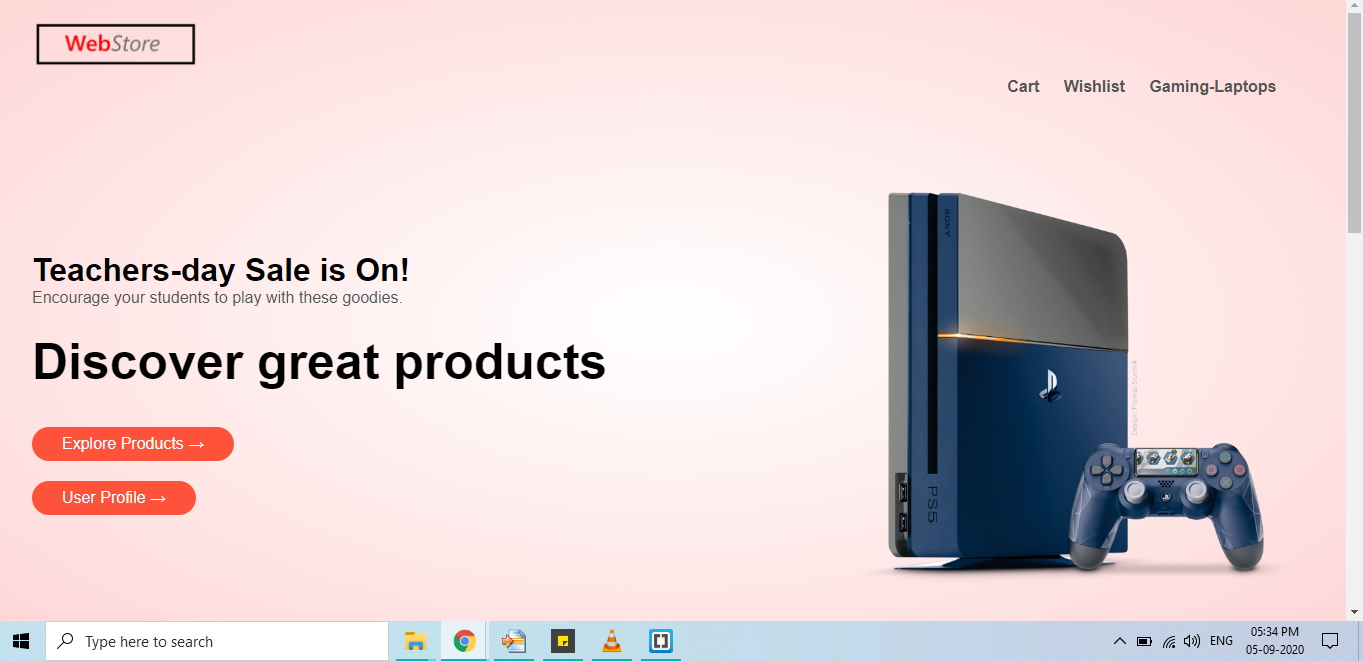 WebStore
Cart Wishlist Gaming-Laptops
Teachers-day Sale is On!
Encourage your students to play with these goodies.
Discover great products
Explore Products →
User Profile →
SONY
PS5
Type here to search
ENG
05:34 PM
05-09-2020